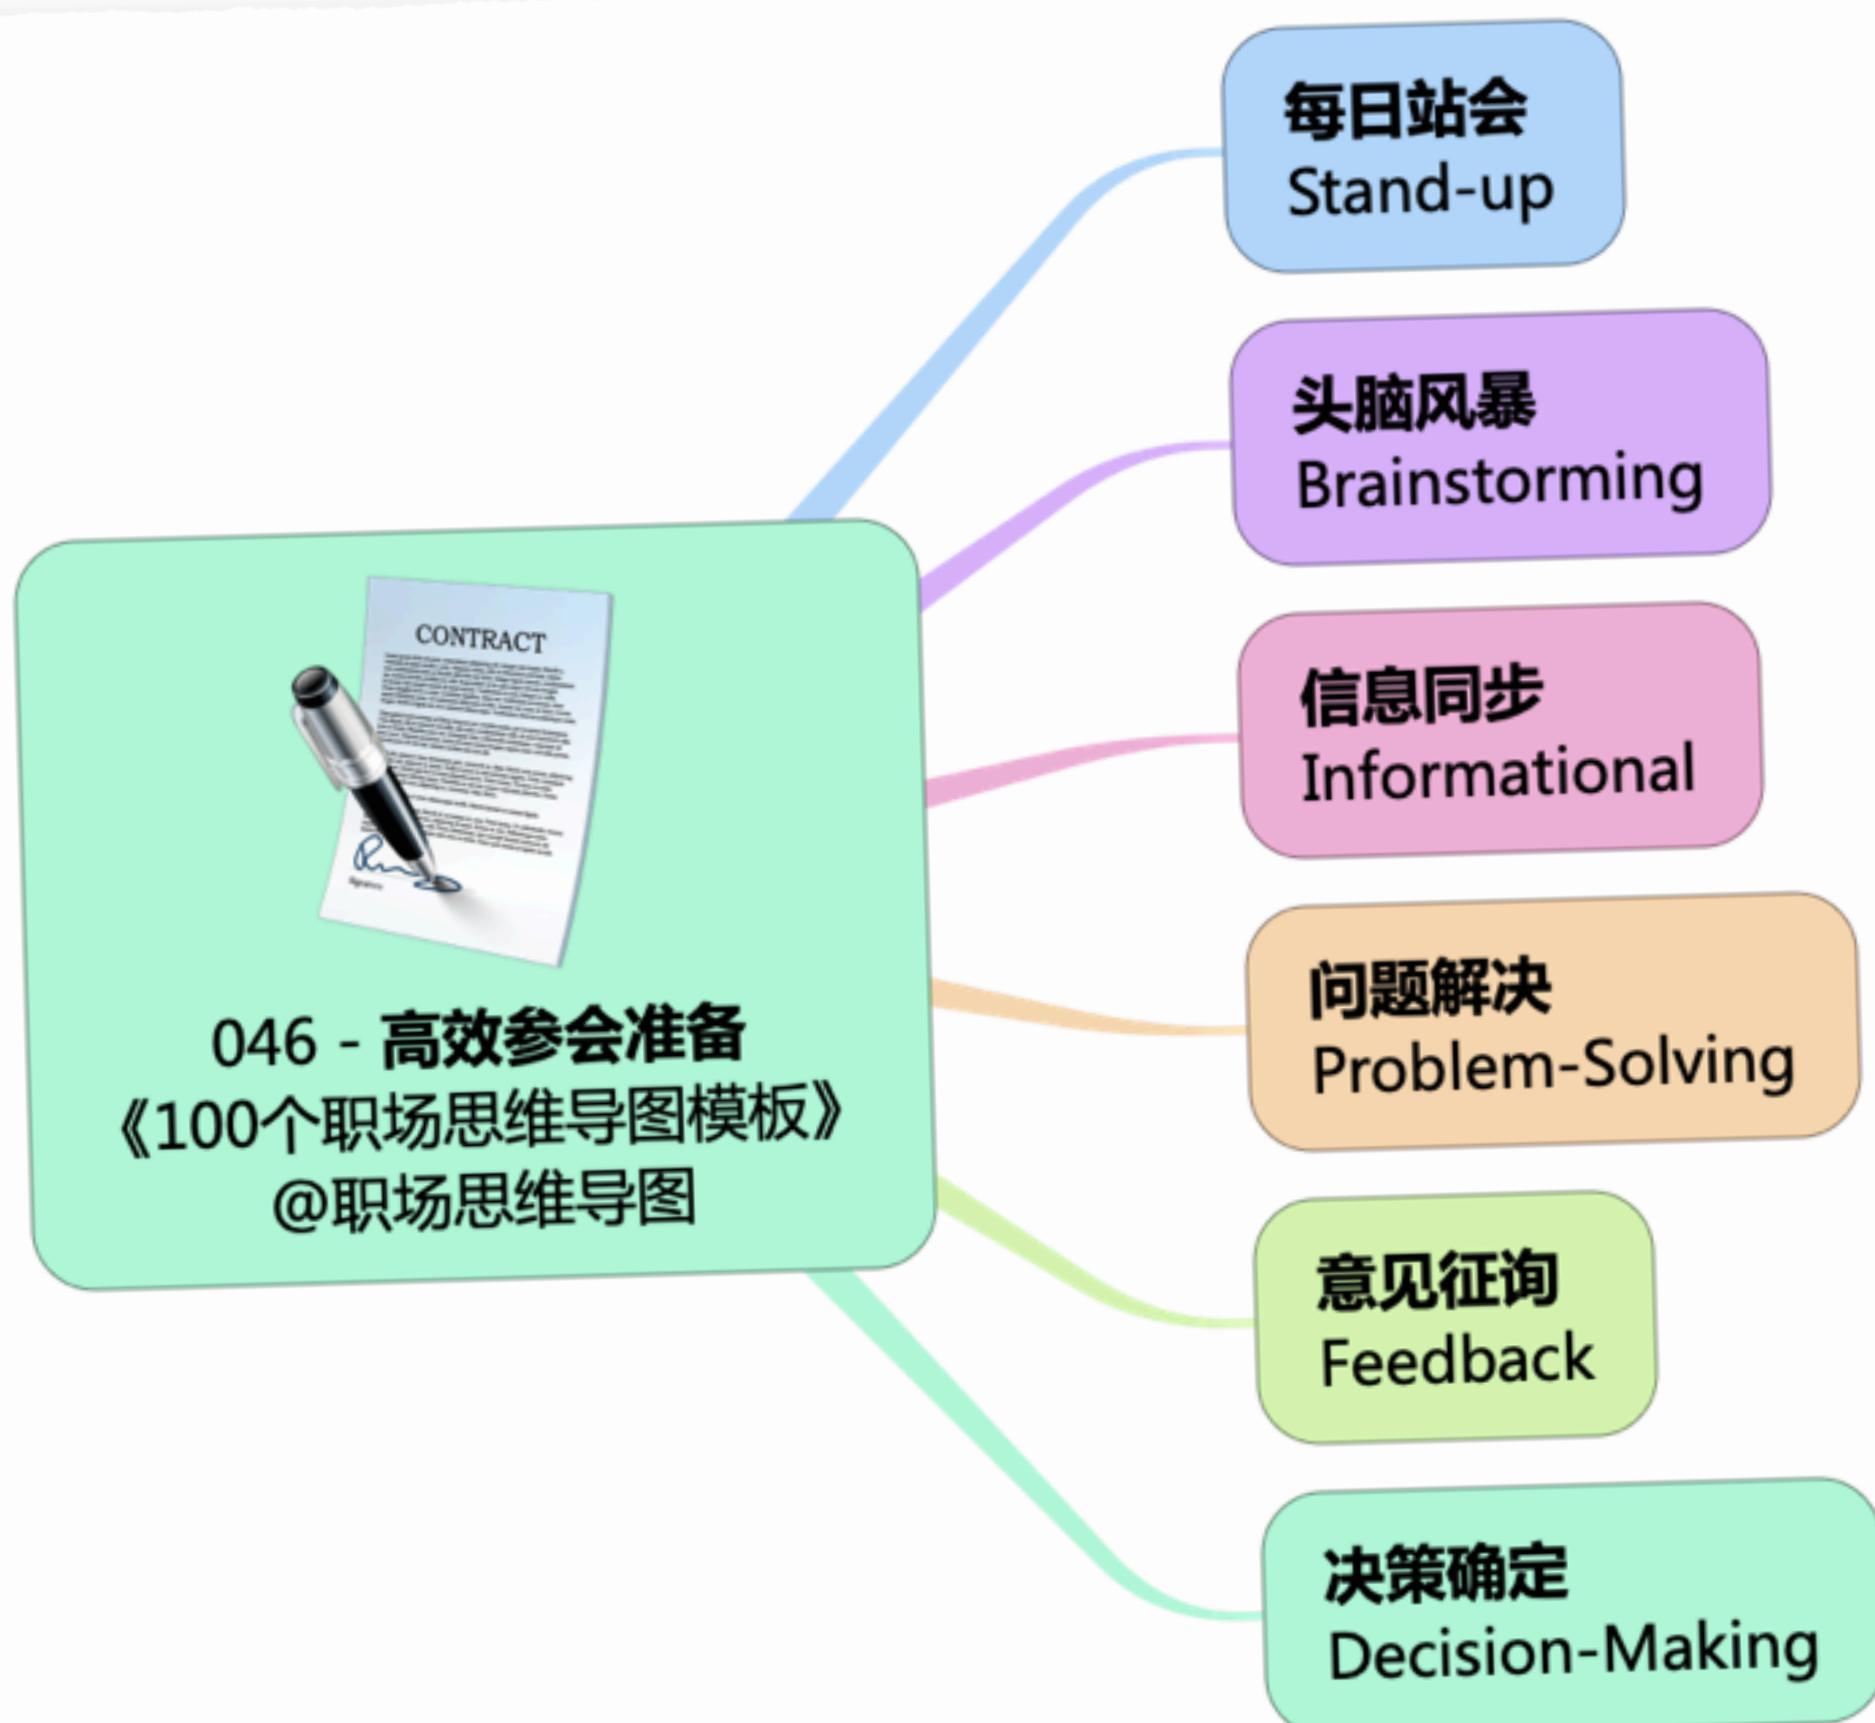 每日站会
Stand-up
头脑风暴
Brainstorming
信息同步
Informational
问题解决
Problem-Solving
意见征询
Feedback
决策确定
Decision-Making
CONTRACT
Signature
046 - 高效参会准备
《100个职场思维导图模板》
@职场思维导图